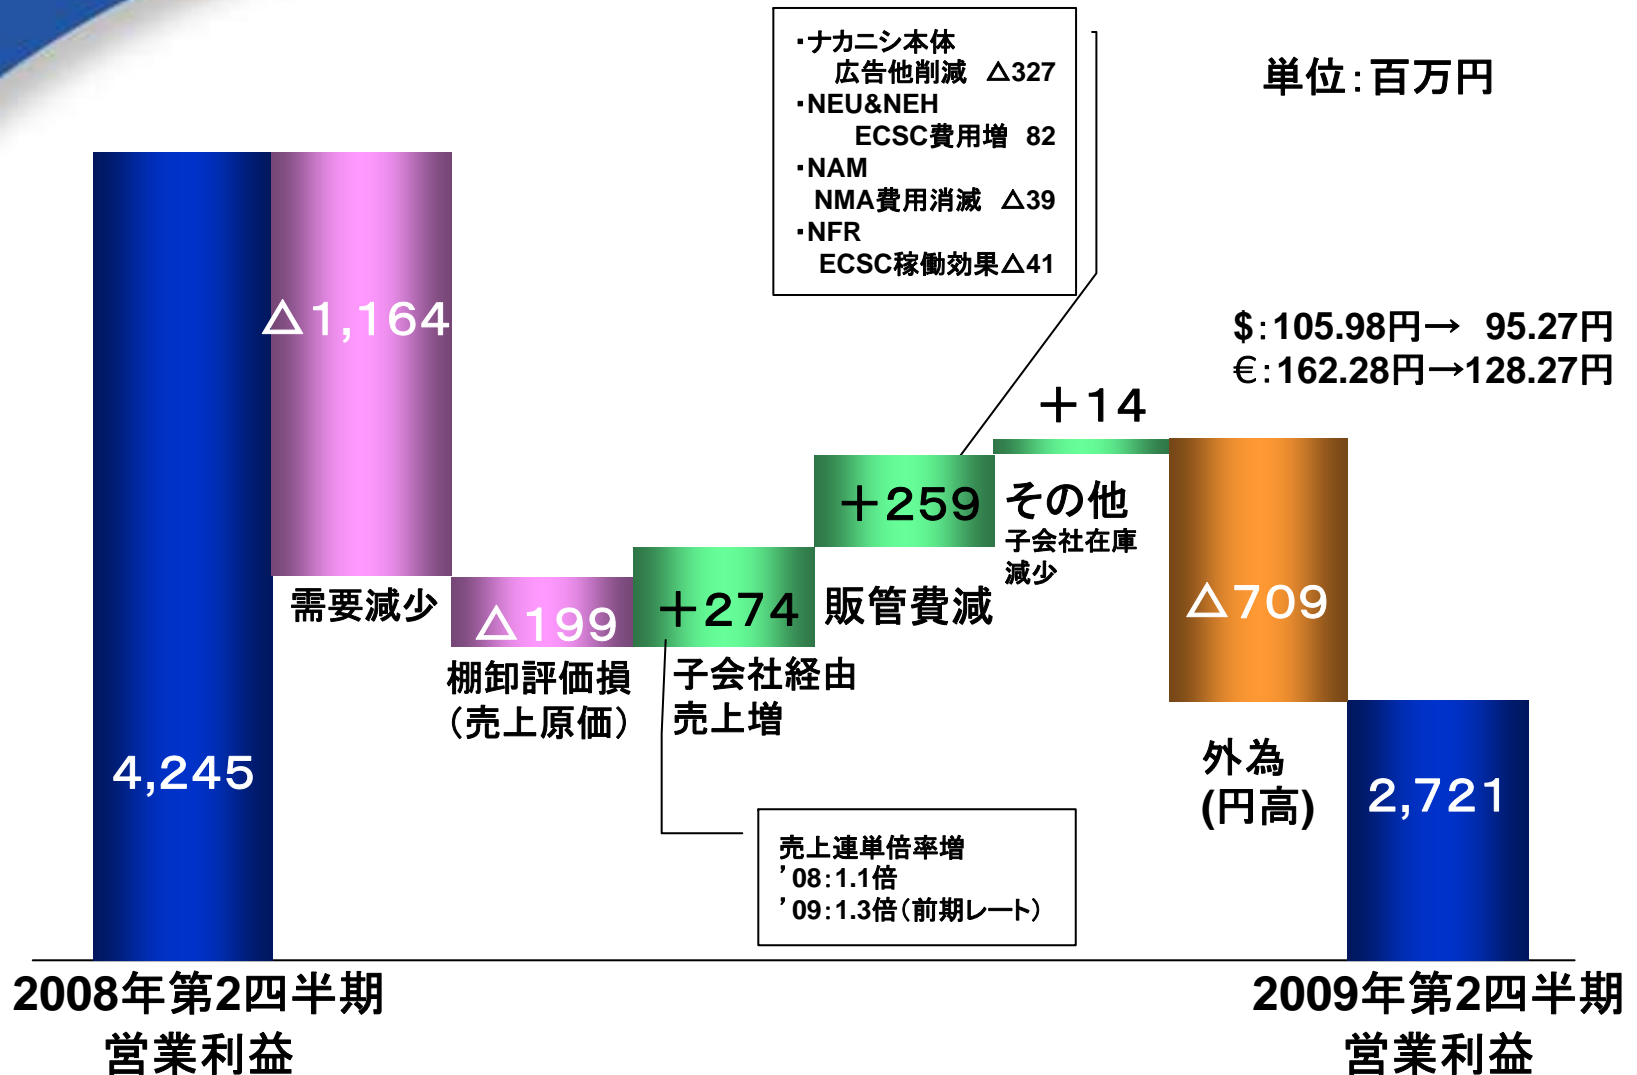 ・ナカニシ本体
広告他削減 △327
・NEU&NEH
ECSC費用増 82
・NAM
NMA費用消滅 △39
・NFR
ECSC稼働効果△41
単位：百万円
$：105.98円→ 95.27円
€：162.28円→128.27円
4,245
△1,164
需要減少
△199
棚卸評価損
（売上原価）
＋274
子会社経由
売上増
＋259
販管費減
＋14
その他
子会社在庫
減少
△709
外為
(円高)
2,721
売上連単倍率増
’08：1.1倍
’09：1.3倍（前期レート）
2008年第2四半期
営業利益
2009年第2四半期
営業利益